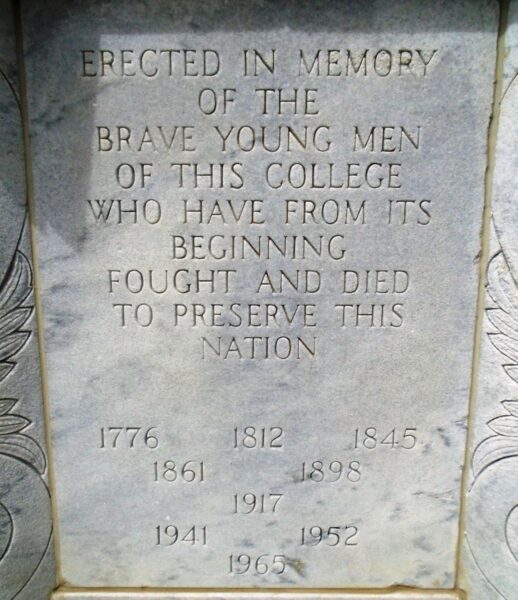 ERECTED IN MEMORY
OF THE
BRAVE YOUNG MEN
OF THIS COLLEGE
WHO HAVE FROM ITS
BEGINNING
FOUGHT AND DIED
TO PRESERVE THIS
NATION
1776 1812 1845
1861 1898
1917
1941 1952
1965